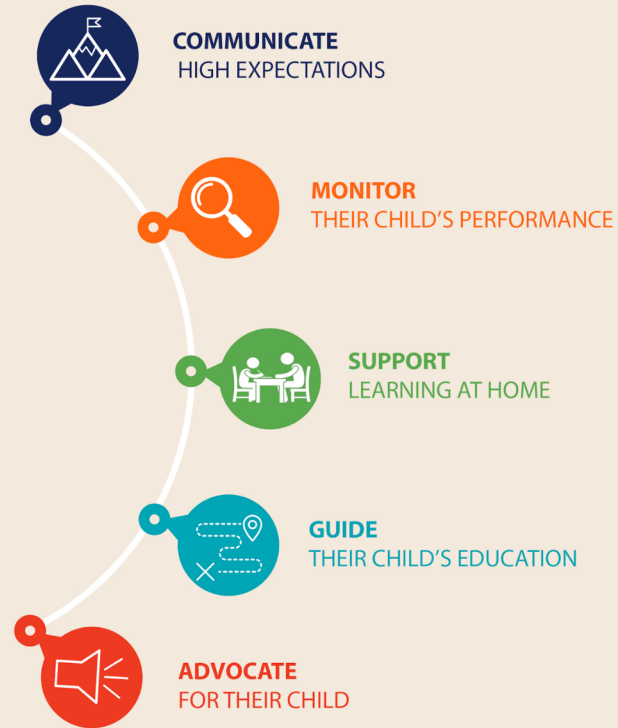 COMMUNICATE
HIGH EXPECTATIONS
MONITOR
THEIR CHILD'S PERFORMANCE
SUPPORT
LEARNING AT HOME
GUIDE
THEIR CHILD'S EDUCATION
ADVOCATE
FOR THEIR CHILD